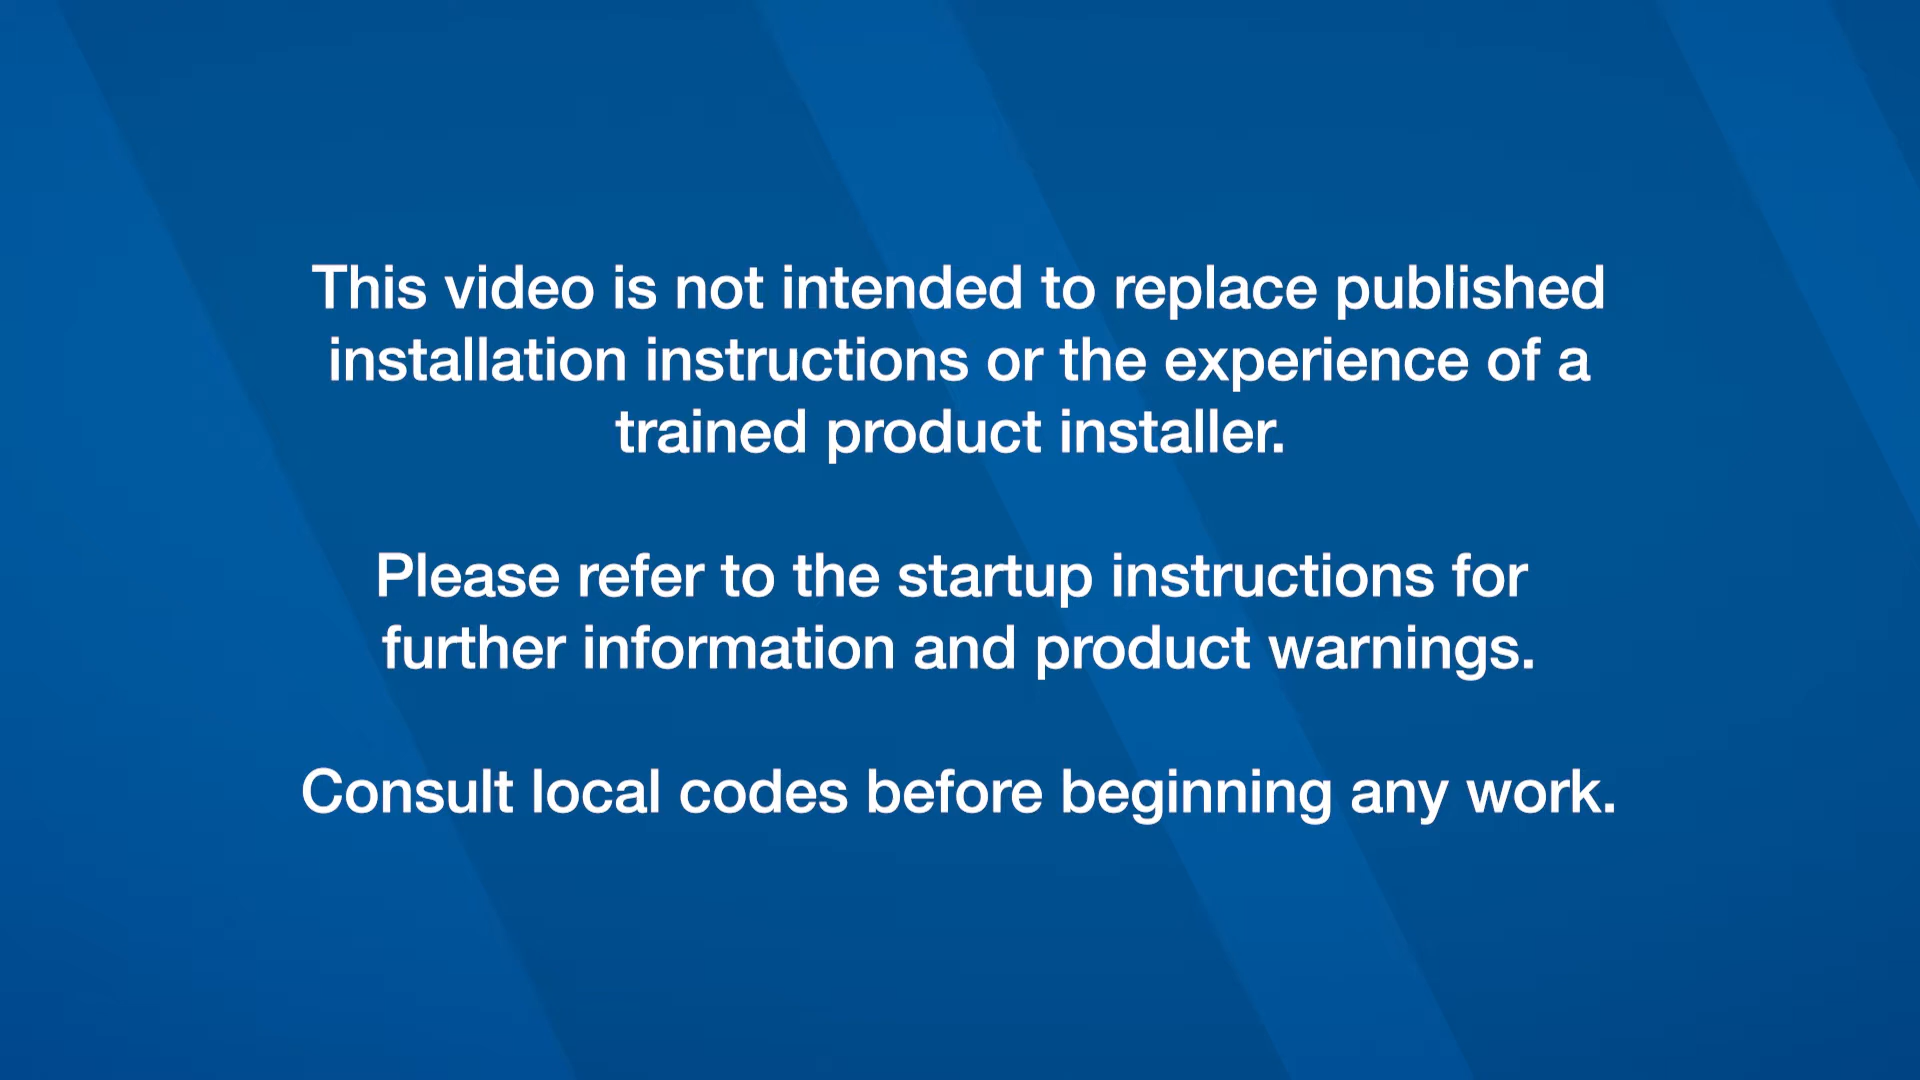 This video is not intended to replace published
installation instructions or the experience of a
trained product installer.
Please refer to the startup instructions for
further information and product warnings.
Consult local codes before beginning any work.